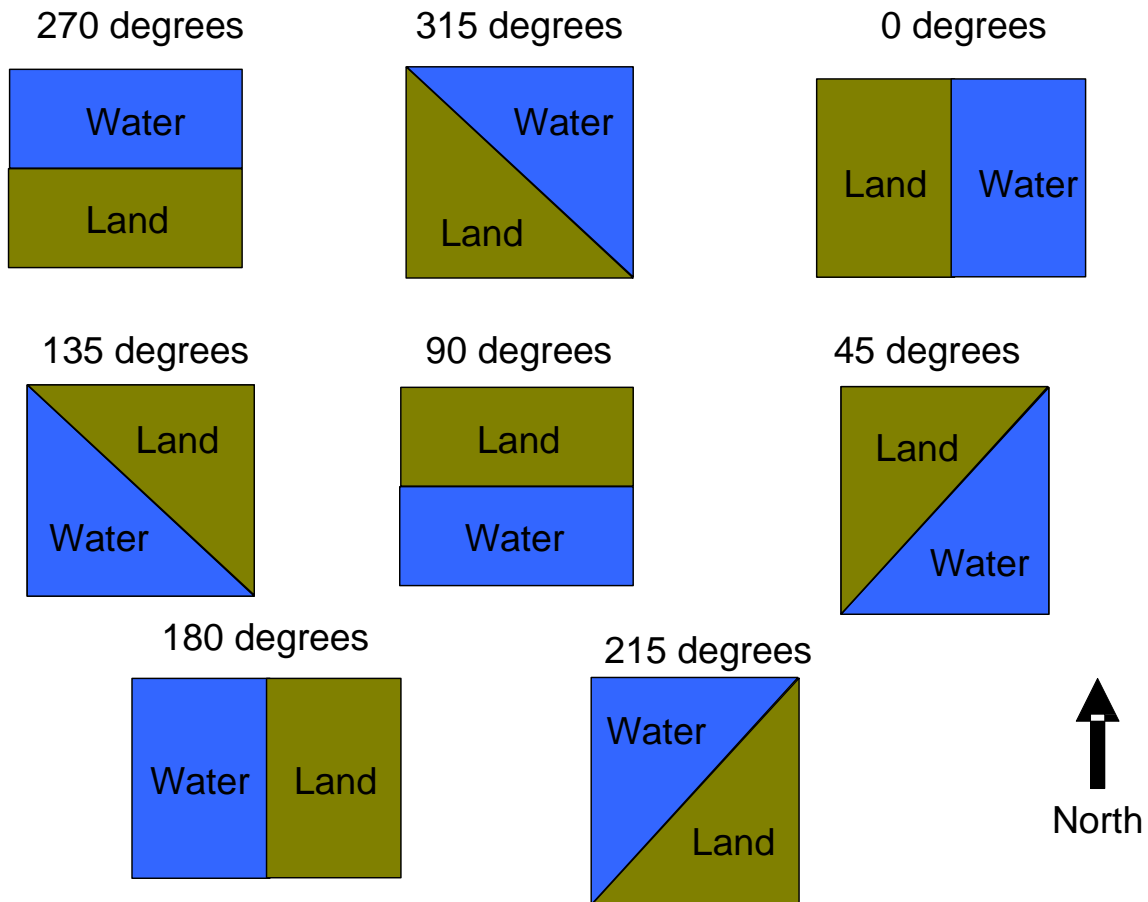 270 degrees
315 degrees
0 degrees
Water
Land
Water
Land
Land
Water
135 degrees
90 degrees
45 degrees
Land
Water
Land
Water
Land
Water
180 degrees
215 degrees
Water
Land
Water
Land
North